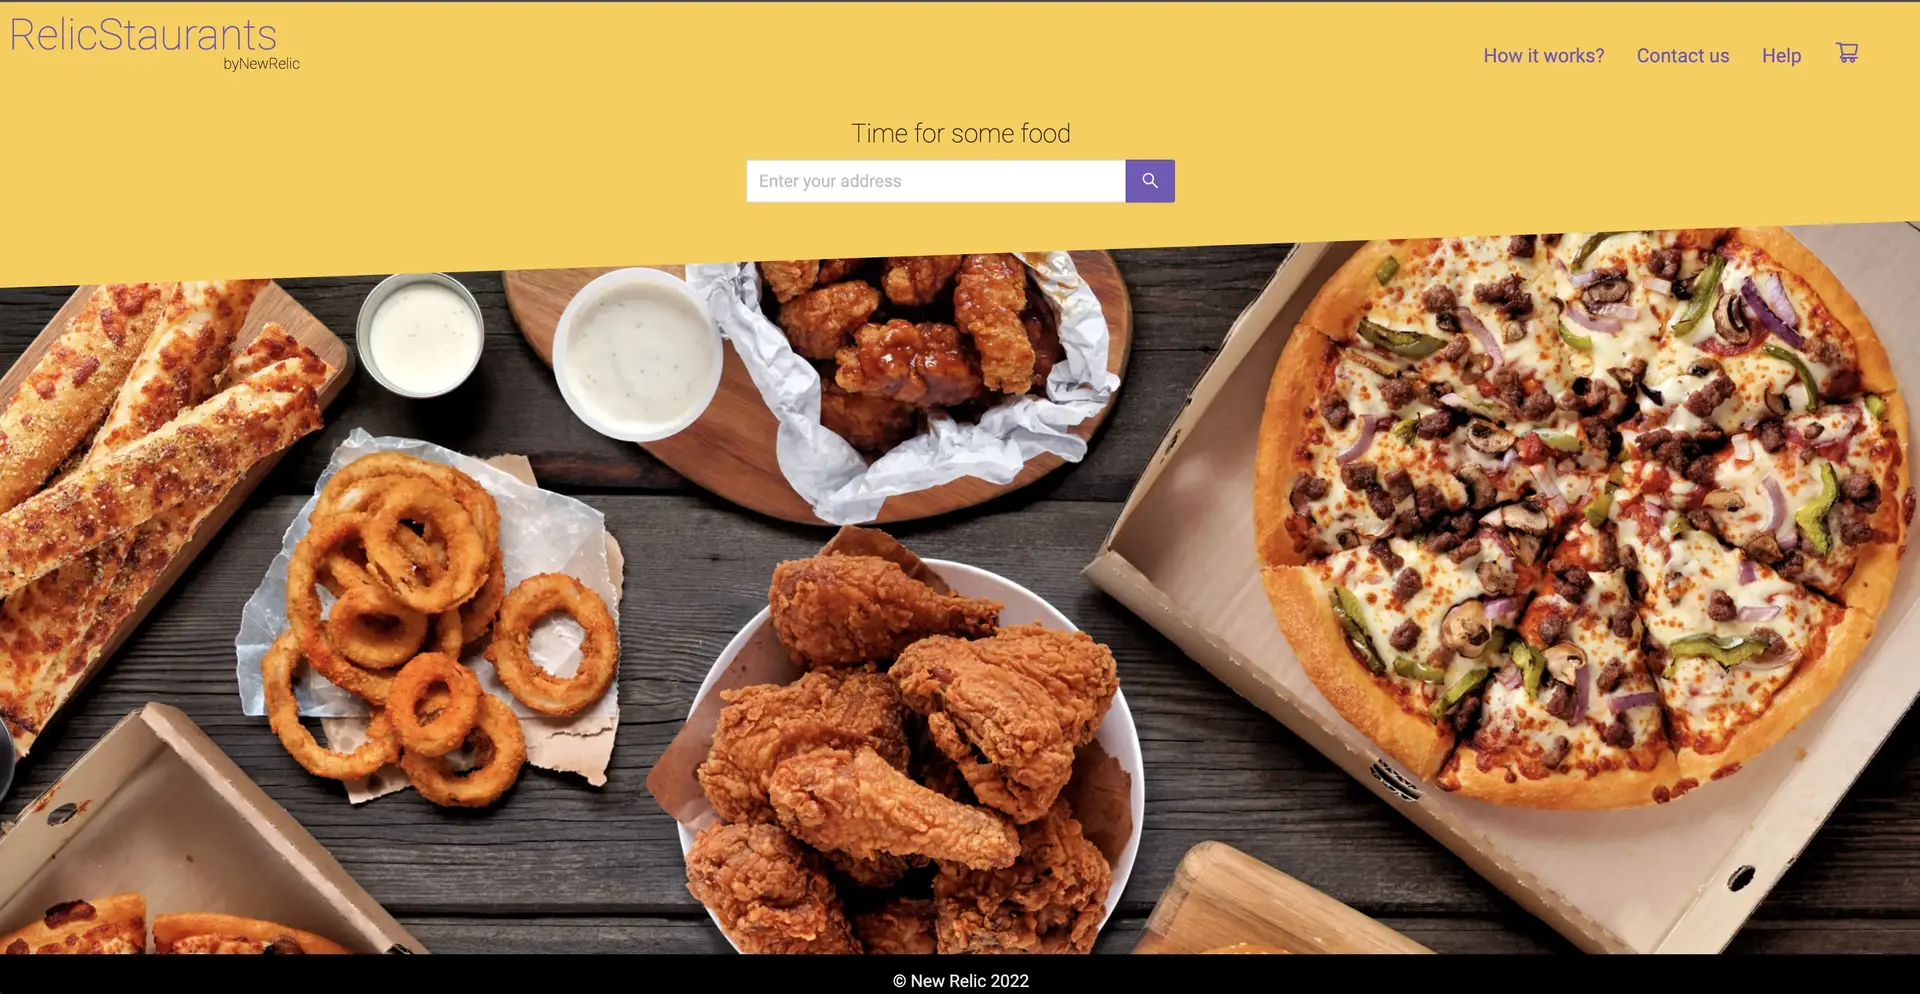 RelicStaurants
byNewRelic
How it works?
Contact us
Help
Time for some food
Enter your address
© New Relic 2022